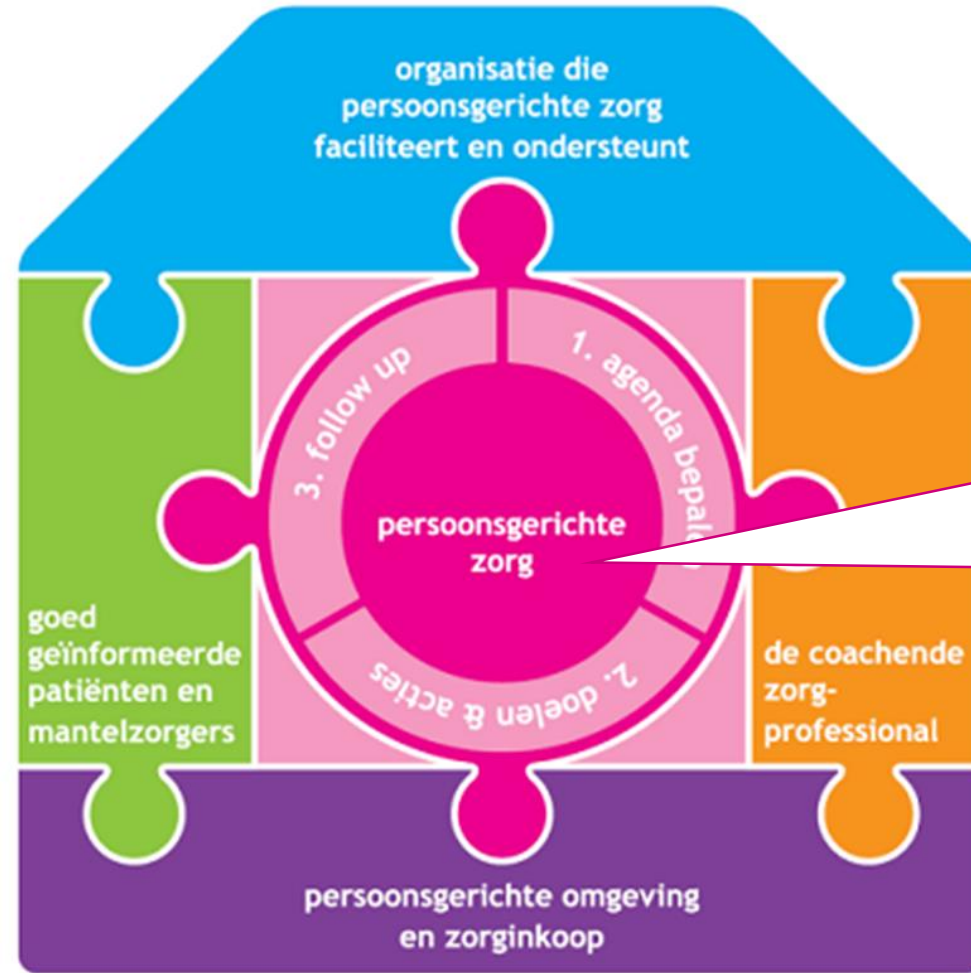 organisatie die
persoonsgerichte zorg
faciliteert en ondersteunt
3. follow up
1. agenda
persoonsgerichte
zorg
2. doelen & acties
goed
geïnformeerde
patiënten en
mantelzorgers
de coachende
zorg-
professional
persoonsgerichte omgeving
en zorginkoop